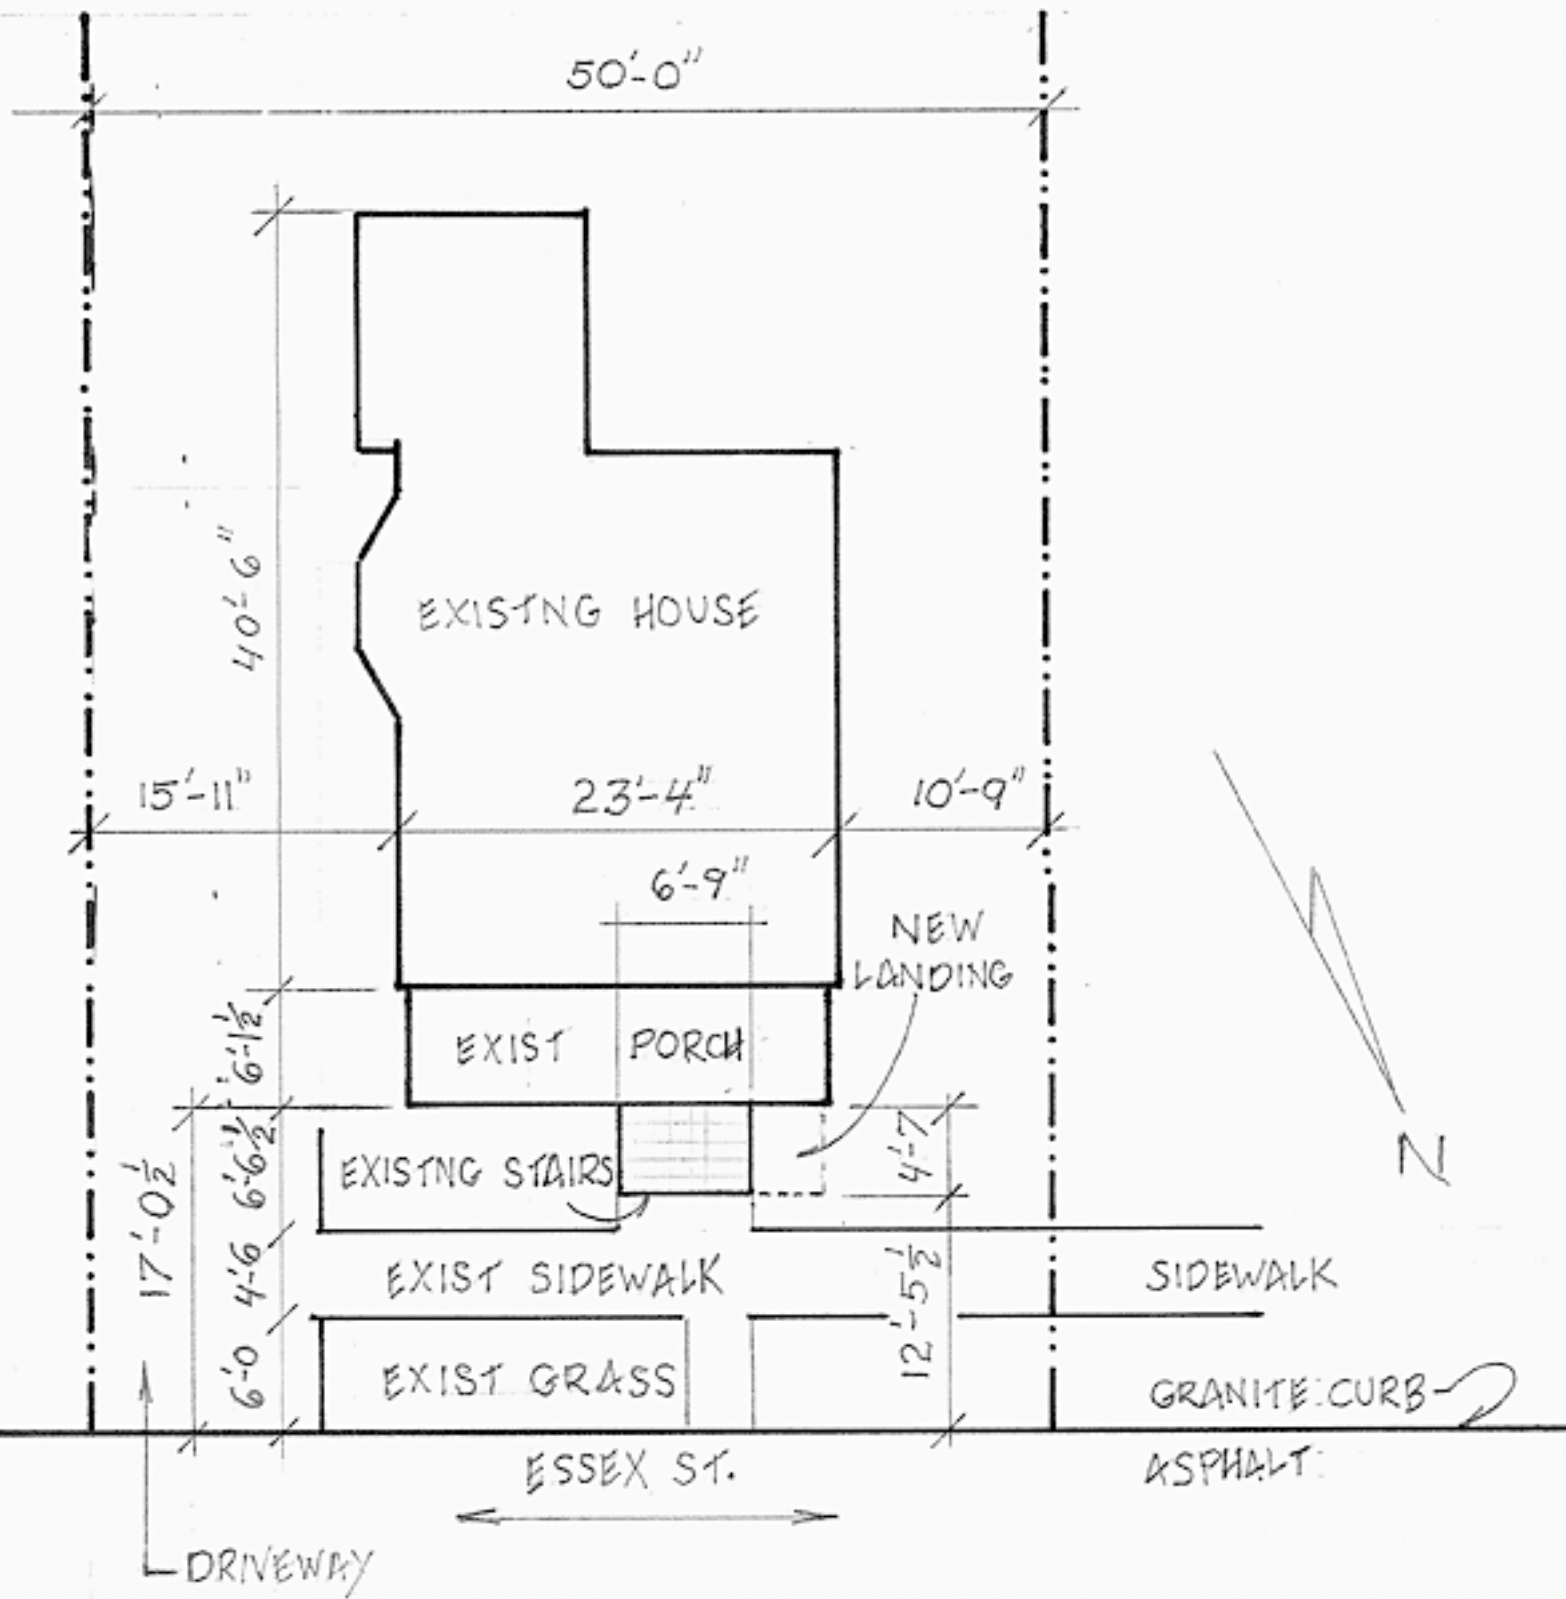 50'-0"
40'-6"
EXISTNG HOUSE
15'-11"
23'-4"
10'-9"
6'-9"
NEW
LANDING
6'-1½"
EXIST PORCH
6'-6½"
EXISTNG STAIRS
4'-7
17'-0½
N
4'-6
EXIST SIDEWALK
12'-5½
SIDEWALK
6'-0
EXIST GRASS
GRANITE CURB
ESSEX ST.
ASPHALT
DRIVEWAY